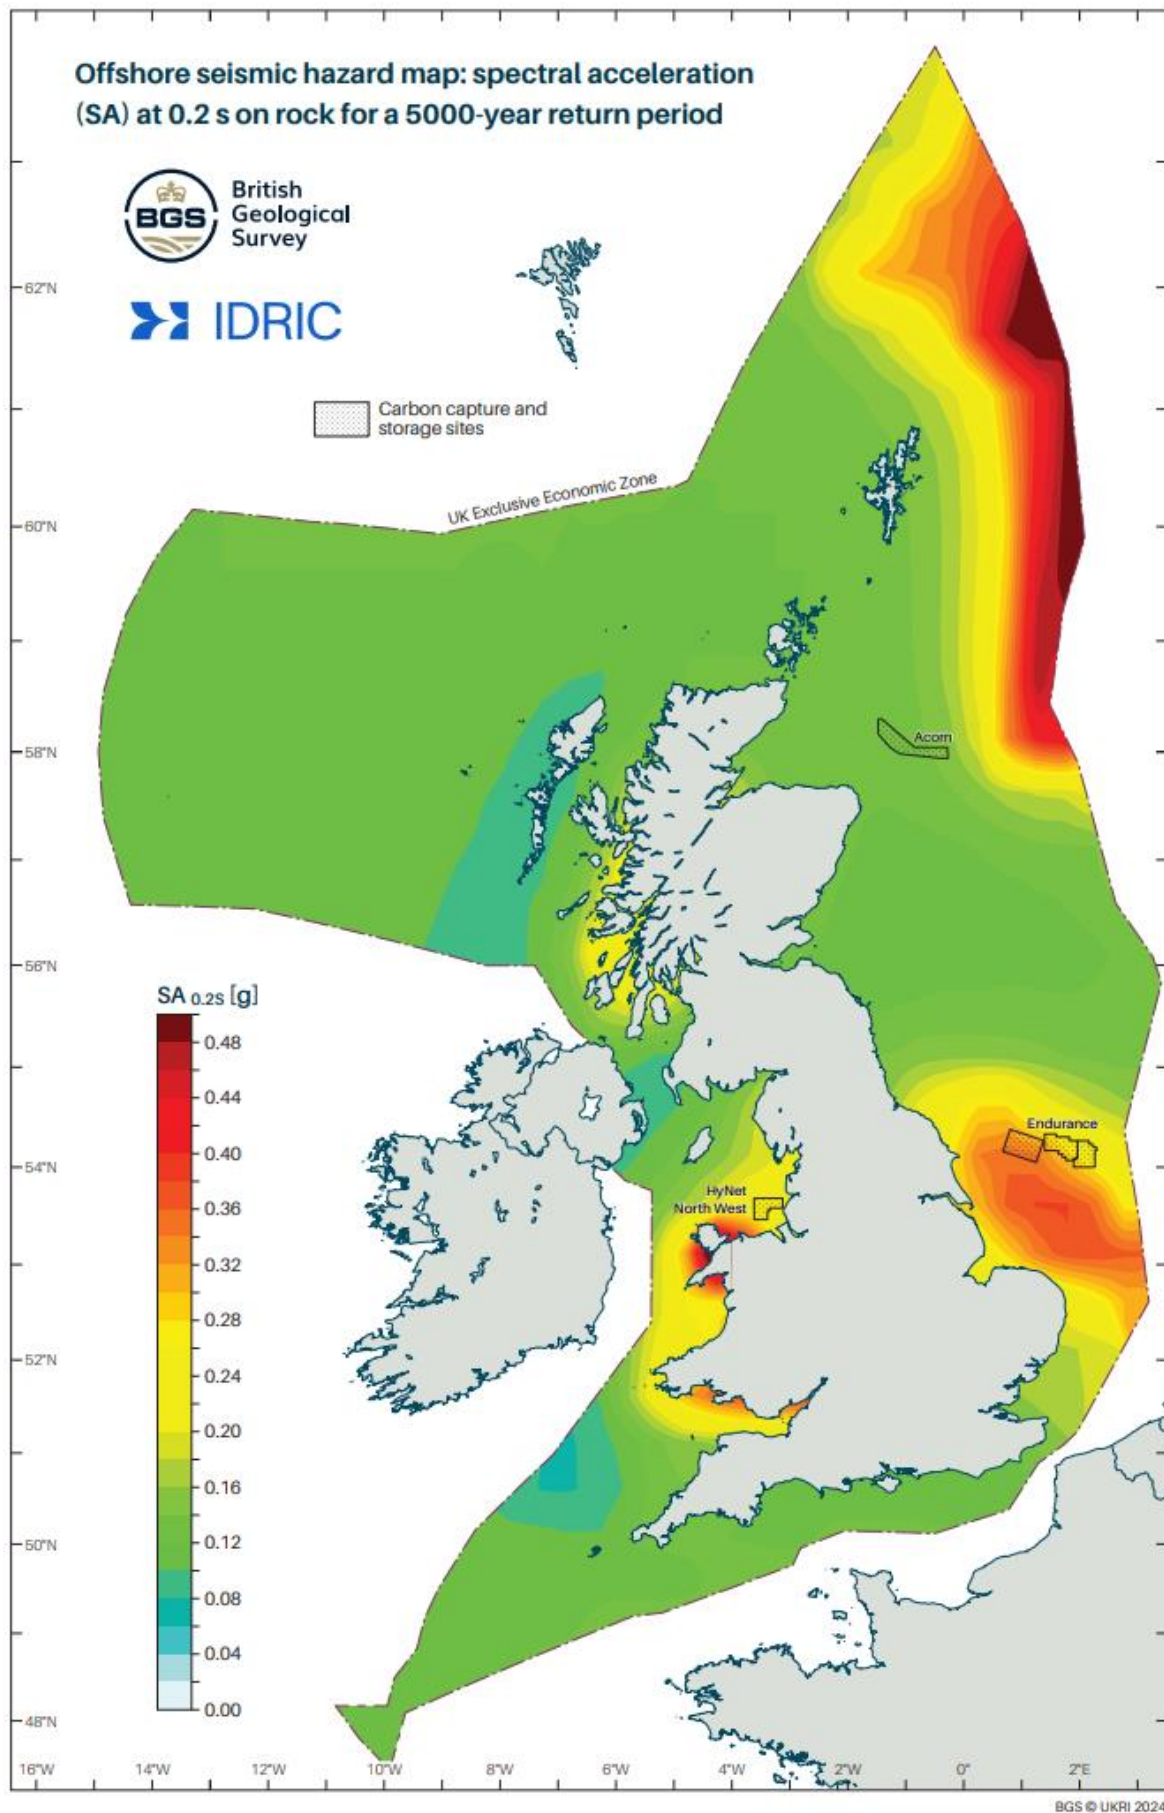 Offshore seismic hazard map: spectral acceleration
(SA) at 0.2 s on rock for a 5000-year return period
BGS
British
Geological
Survey
IDRIC
Carbon capture and
storage sites
UK Exclusive Economic Zone
62°N
60°N
58°N
56°N
54°N
52°N
50°N
48°N
Acorn
Endurance
HyNet
North West
SA 0.2S [g]
0.48
0.44
0.40
0.36
0.32
0.28
0.24
0.20
0.16
0.12
0.08
0.04
0.00
16°W 14°W 12°W 10°W 8°W 6°W 4°W 2°W 0° 2°E
BGS © UKRI 2024